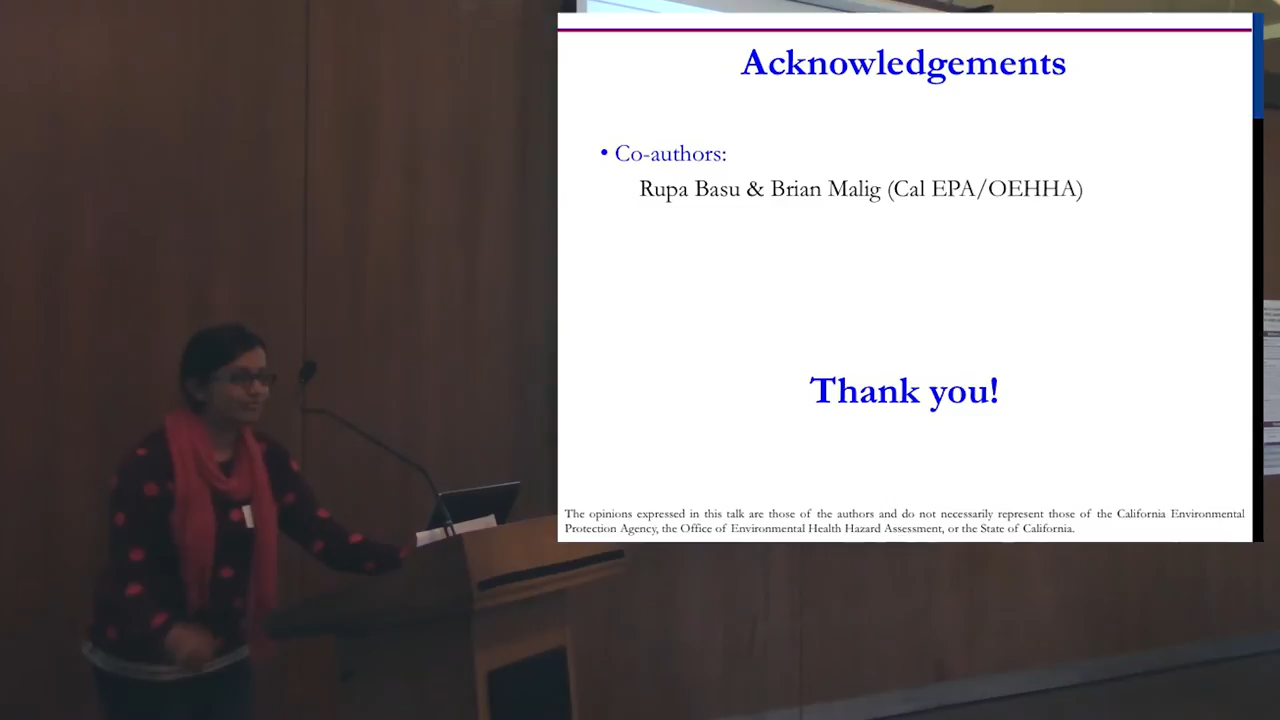 Acknowledgements
• Co-authors:
Rupa Basu & Brian Malig (Cal EPA/OEHHA)
Thank you!
The opinions expressed in this talk are those of the authors and do not necessarily represent those of the California Environmental
Protection Agency, the Office of Environmental Health Hazard Assessment, or the State of California.